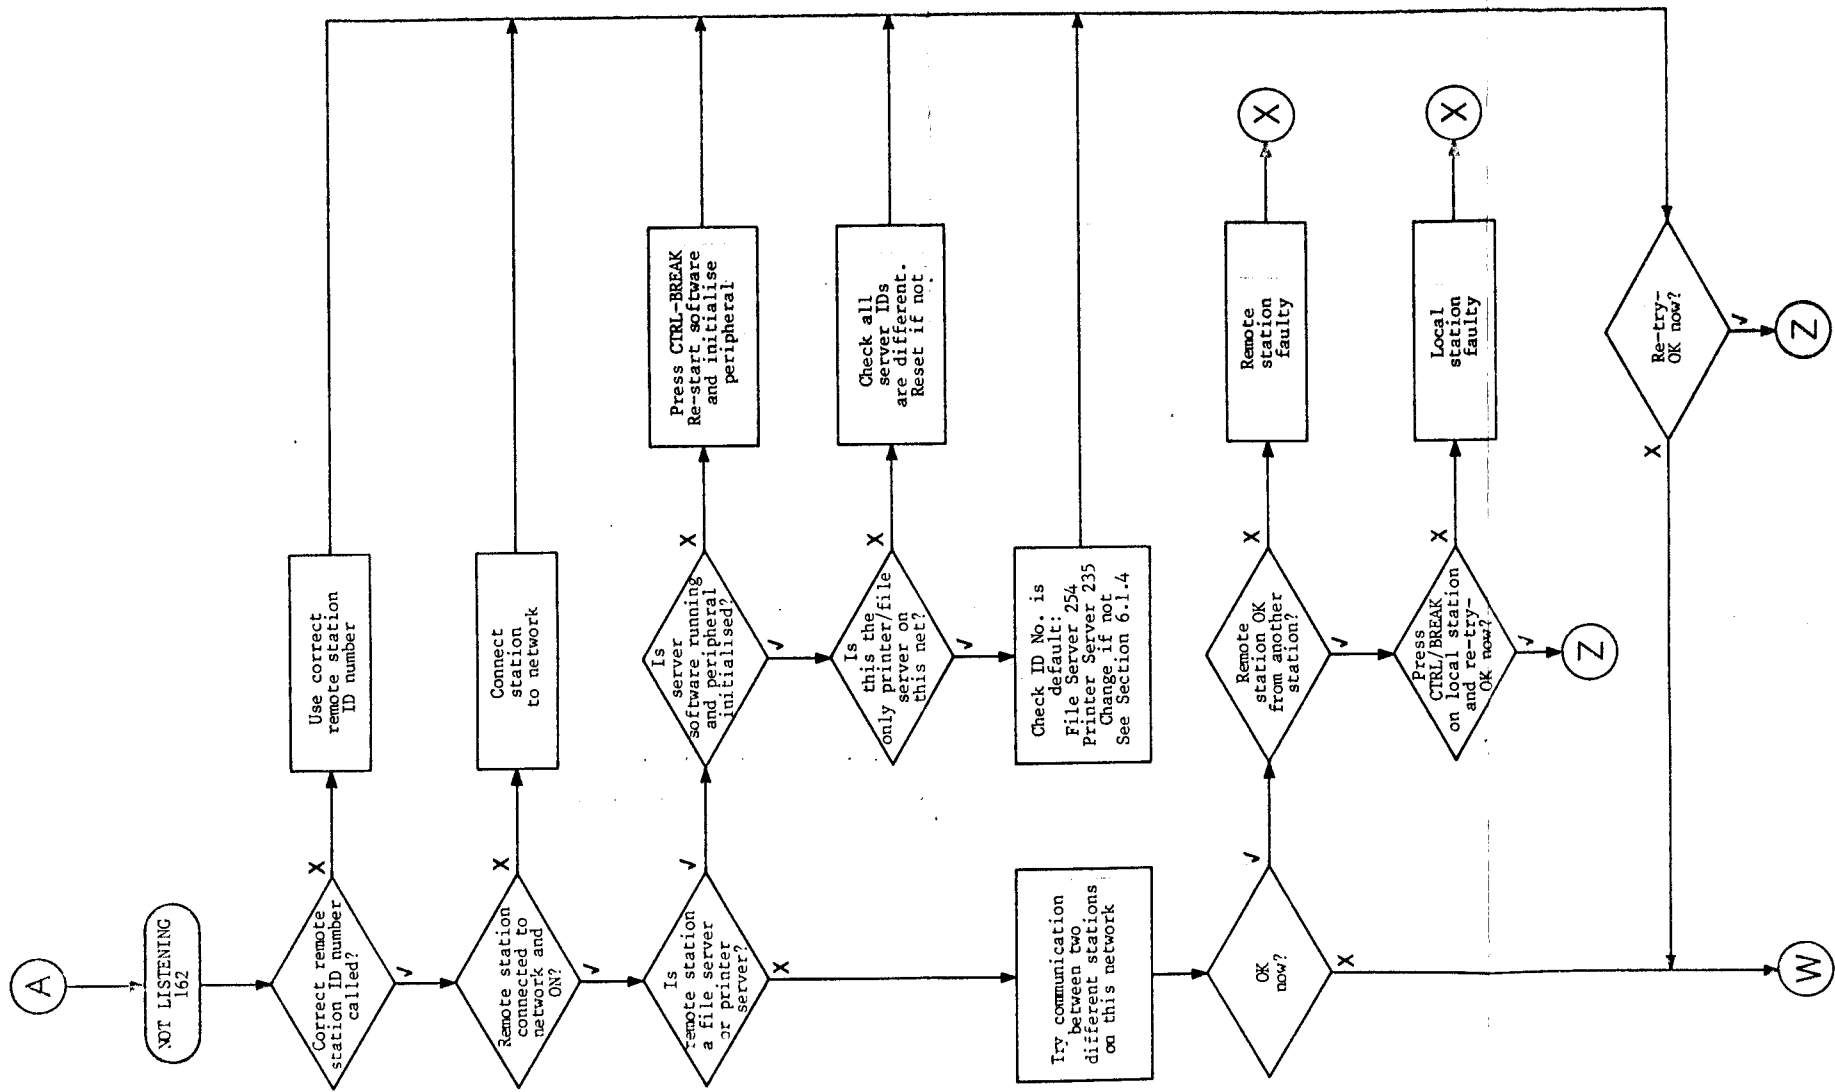 A
NOT LISTENING
162
Correct remote
station ID number
called?
X
✓
Use correct
remote station
ID number
Remote station
connected to
network and
ON?
X
✓
Connect
station
to network
Is
remote station
a file server
or printer
server?
✓
X
Is
server
software running
and peripheral
initialised?
X
✓
Press CTRL-BREAK
Re-start software
and initialise
peripheral
Is
this the
only printer/file
server on
this net?
X
✓
Check all
server IDs
are different.
Reset if not
Check ID No. is
default:
File Server 254
Printer Server 235
Change if not
See Section 6.1.4
Try communication
between two
different stations
on this network
OK
now?
✓
X
Remote
station OK
from another
station?
X
✓
Remote
station
faulty
X
Press
CTRL/BREAK
on local station
and re-try-
OK now?
X
✓
Z
Local
station
faulty
X
Re-try-
OK now?
X
✓
Z
W